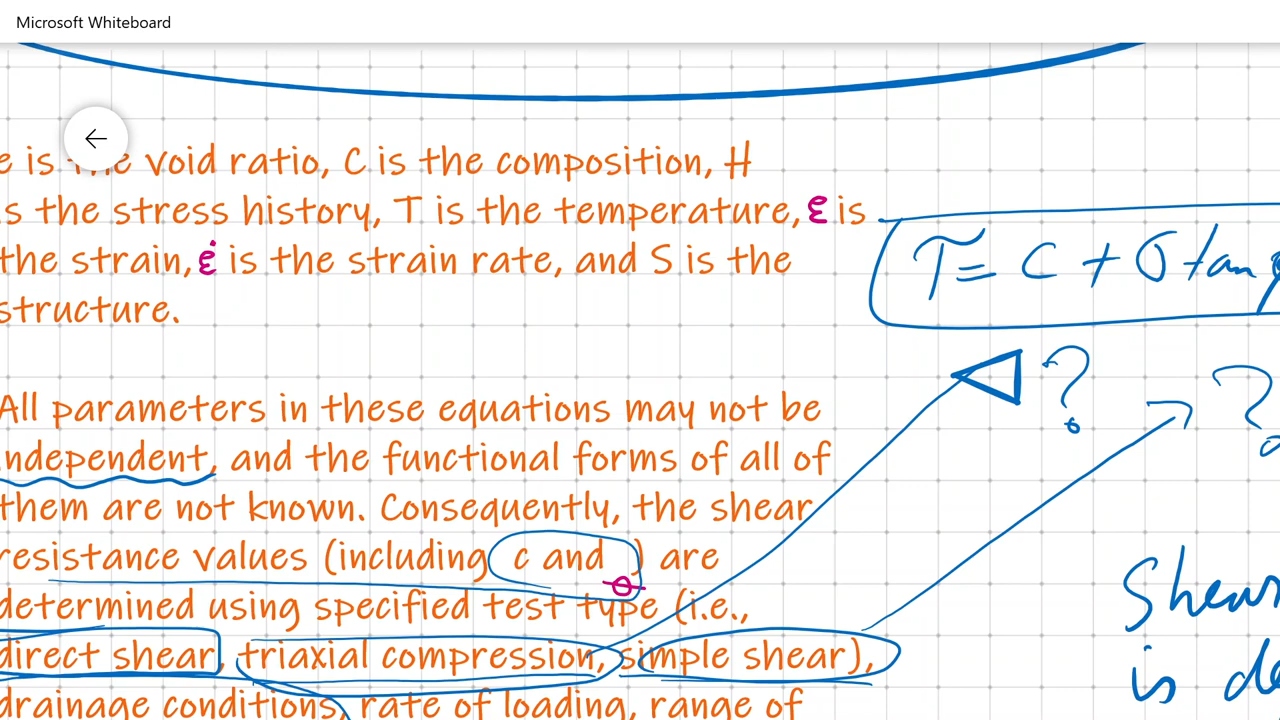 Microsoft Whiteboard
e is the void ratio, C is the composition, H
is the stress history, T is the temperature, ε is
the strain, ε̇ is the strain rate, and S is the
structure.
τ = c + σ tan
? ?
All parameters in these equations may not be
independent, and the functional forms of all of
them are not known. Consequently, the shear
resistance values (including c and ⌀) are
determined using specified test type (i.e.,
direct shear, triaxial compression, simple shear),
drainage conditions, rate of loading, range of
Shear
is